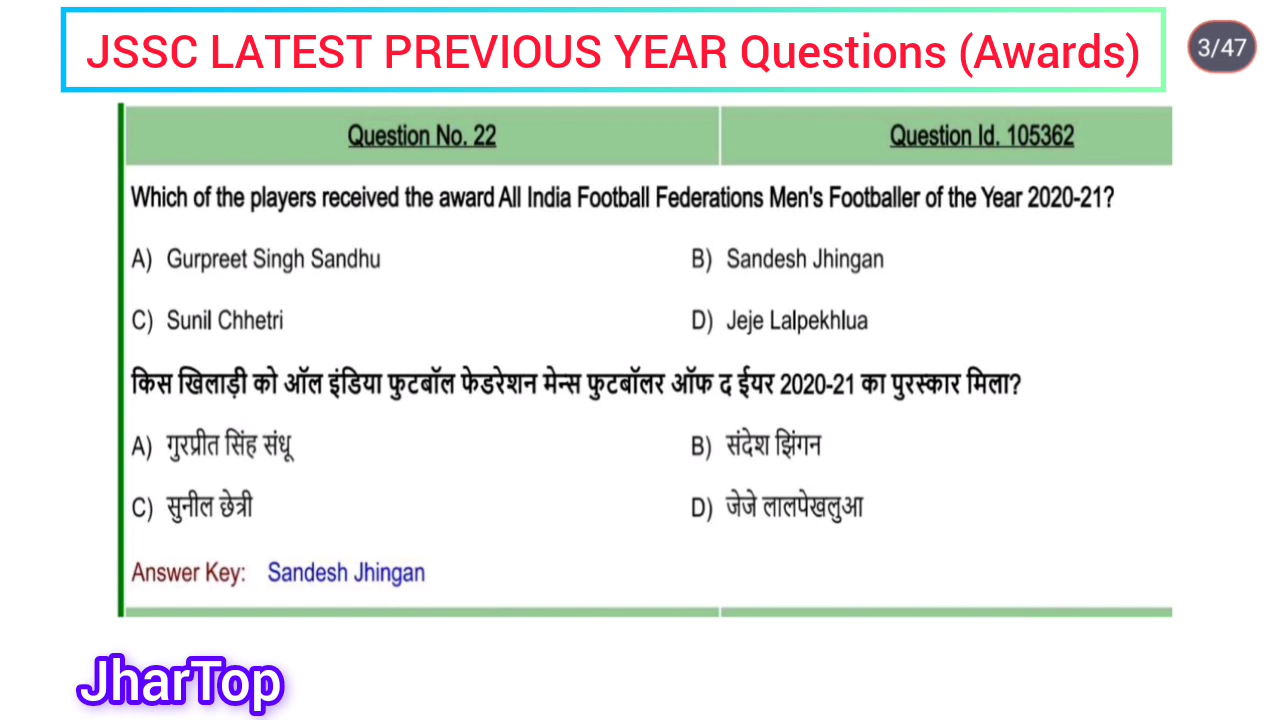 JSSC LATEST PREVIOUS YEAR Questions (Awards)
3/47
Question No. 22 Question Id. 105362
Which of the players received the award All India Football Federations Men's Footballer of the Year 2020-21?
A) Gurpreet Singh Sandhu B) Sandesh Jhingan
C) Sunil Chhetri D) Jeje Lalpekhlua
किस खिलाड़ी को ऑल इंडिया फुटबॉल फेडरेशन मेन्स फुटबॉलर ऑफ द ईयर 2020-21 का पुरस्कार मिला?
A) गुरप्रीत सिंह संधू B) संदेश झिंगन
C) सुनील छेत्री D) जेजे लालपेखलुआ
Answer Key: Sandesh Jhingan
JharTop